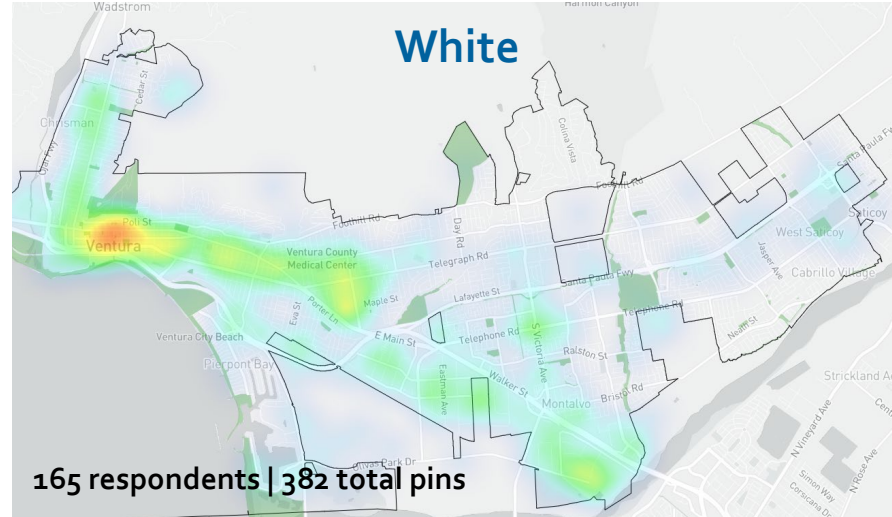 Wadstrom
Harmon Canyon
White
Cedar St
Chrisman
Ojai Fwy
Colina Vista
Santa Paula Fwy
Foothill Rd
Poli St
Foothill Rd
Day Rd
Saticoy
West Saticoy
Ventura
Ventura County
Medical Center
Telegraph Rd
Jasper Ave
Cabrillo Village
Santa Paula Fwy
Lafayette St
Maple St
Porter Ln
Eva St
Telephone Rd
Neath St
Ventura City Beach
E Main St
Telephone Rd
S Victoria Ave
Ralston St
Pierpont Bay
Eastman Ave
Walker St
Bristol Rd
Montalvo
Strickland
N Vineyard Ave
N Rose Ave
Olivas Park Dr
Simon Way
Corsicana Dr
165 respondents | 382 total pins